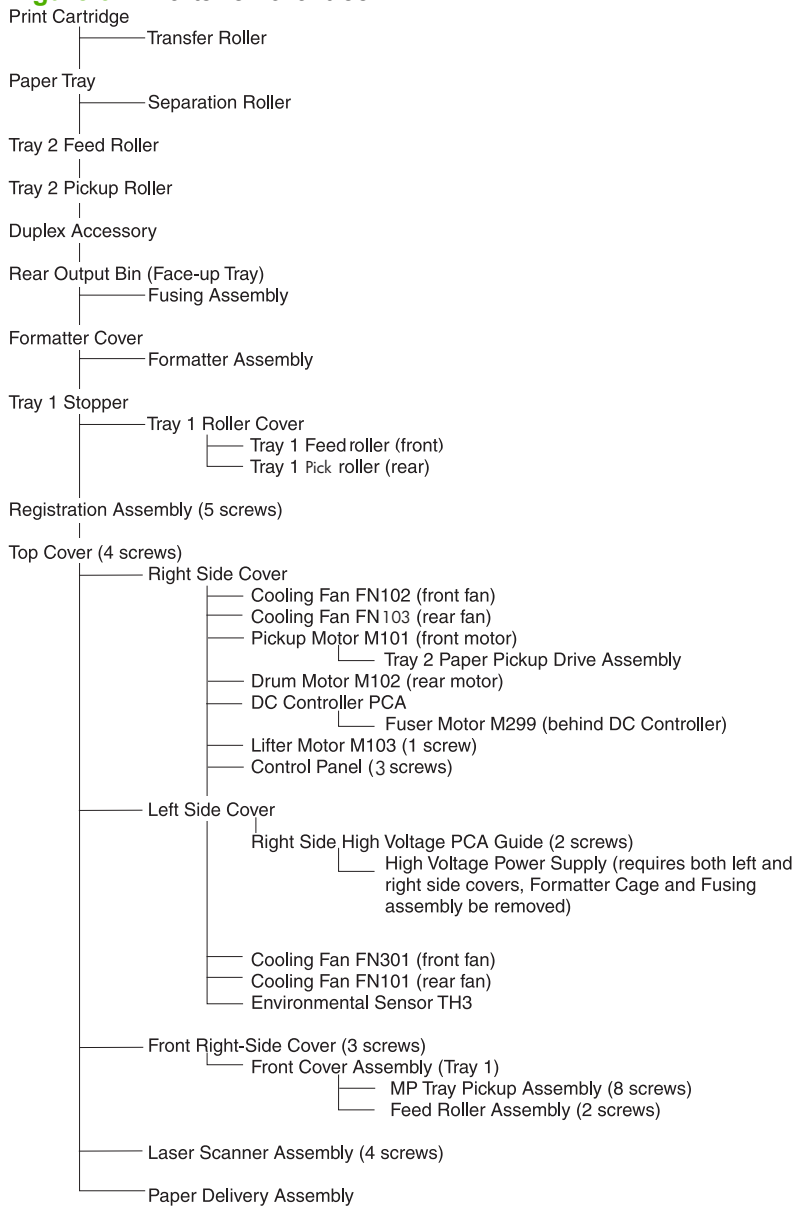 Print Cartridge
Transfer Roller
Paper Tray
Separation Roller
Tray 2 Feed Roller
Tray 2 Pickup Roller
Duplex Accessory
Rear Output Bin (Face-up Tray)
Fusing Assembly
Formatter Cover
Formatter Assembly
Tray 1 Stopper
Tray 1 Roller Cover
Tray 1 Feed roller (front)
Tray 1 Pick roller (rear)
Registration Assembly (5 screws)
Top Cover (4 screws)
Right Side Cover
Cooling Fan FN102 (front fan)
Cooling Fan FN103 (rear fan)
Pickup Motor M101 (front motor)
Tray 2 Paper Pickup Drive Assembly
Drum Motor M102 (rear motor)
DC Controller PCA
Fuser Motor M299 (behind DC Controller)
Lifter Motor M103 (1 screw)
Control Panel (3 screws)
Left Side Cover
Right Side High Voltage PCA Guide (2 screws)
High Voltage Power Supply (requires both left and
right side covers, Formatter Cage and Fusing
assembly be removed)
Cooling Fan FN301 (front fan)
Cooling Fan FN101 (rear fan)
Environmental Sensor TH3
Front Right-Side Cover (3 screws)
Front Cover Assembly (Tray 1)
MP Tray Pickup Assembly (8 screws)
Feed Roller Assembly (2 screws)
Laser Scanner Assembly (4 screws)
Paper Delivery Assembly